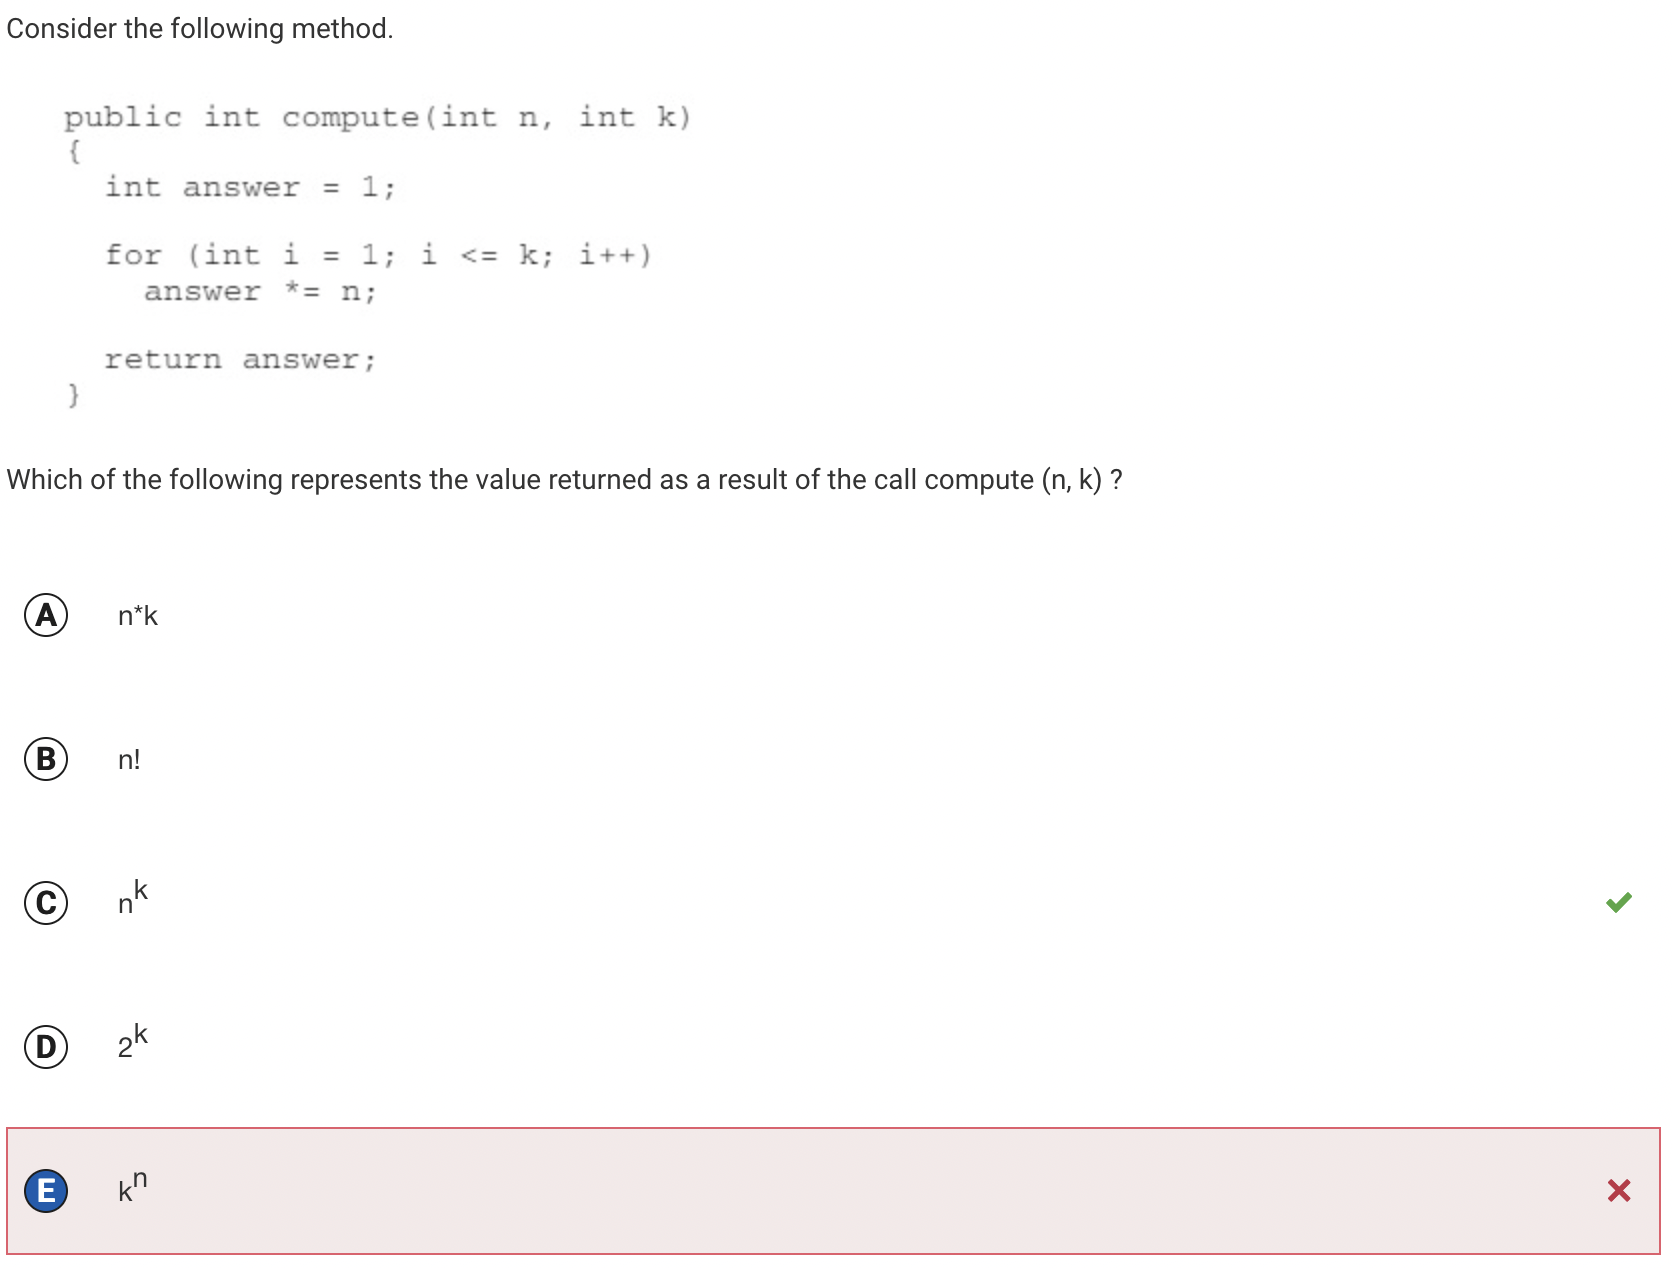 Consider the following method.
public int compute(int n, int k)
{
int answer = 1;
for (int i = 1; i <= k; i++)
answer *= n;
return answer;
}
Which of the following represents the value returned as a result of the call compute (n, k) ?
A n*k
B n!
C n^k
D 2^k
E k^n